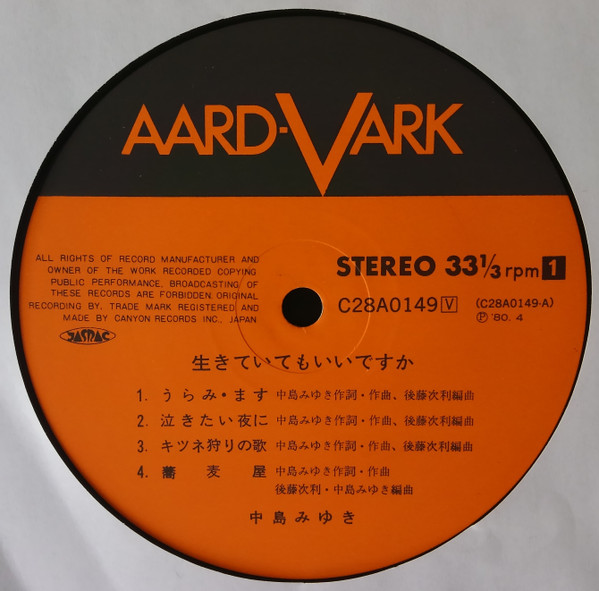 AARD-VARK
ALL RIGHTS OF RECORD MANUFACTURER AND
OWNER OF THE WORK RECORDED COPYING
PUBLIC PERFORMANCE, BROADCASTING OF
THESE RECORDS ARE FORBIDDEN, ORIGINAL
RECORDING BY, TRADE MARK REGISTERED AND
MADE BY CANYON RECORDS INC., JAPAN
JASRAC
STEREO 33 1/3 rpm 1
C28A0149 V (C28A0149-A)
Ⓟ '80. 4
生きていてもいいですか
1. うらみ・ます 中島みゆき作詞・作曲、後藤次利編曲
2. 泣きたい夜に 中島みゆき作詞・作曲、後藤次利編曲
3. キツネ狩りの歌 中島みゆき作詞・作曲、後藤次利編曲
4. 蕎麦屋 中島みゆき作詞・作曲
後藤次利・中島みゆき編曲
中島みゆき